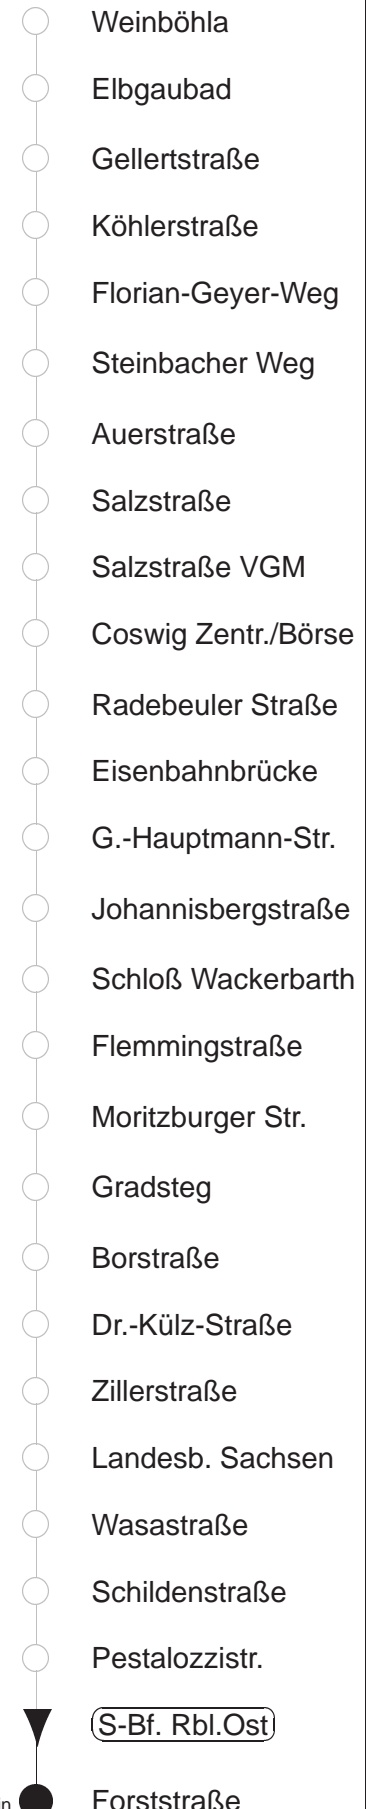 Weinböhla
Elbgaubad
Gellertstraße
Köhlerstraße
Florian-Geyer-Weg
Steinbacher Weg
Auerstraße
Salzstraße
Salzstraße VGM
Coswig Zentr./Börse
Radebeuler Straße
Eisenbahnbrücke
G.-Hauptmann-Str.
Johannisbergstraße
Schloß Wackerbarth
Flemmingstraße
Moritzburger Str.
Gradsteg
Borstraße
Dr.-Külz-Straße
Zillerstraße
Landesb. Sachsen
Wasastraße
Schildenstraße
Pestalozzistr.
S-Bf. Rbl.Ost
Forststraße